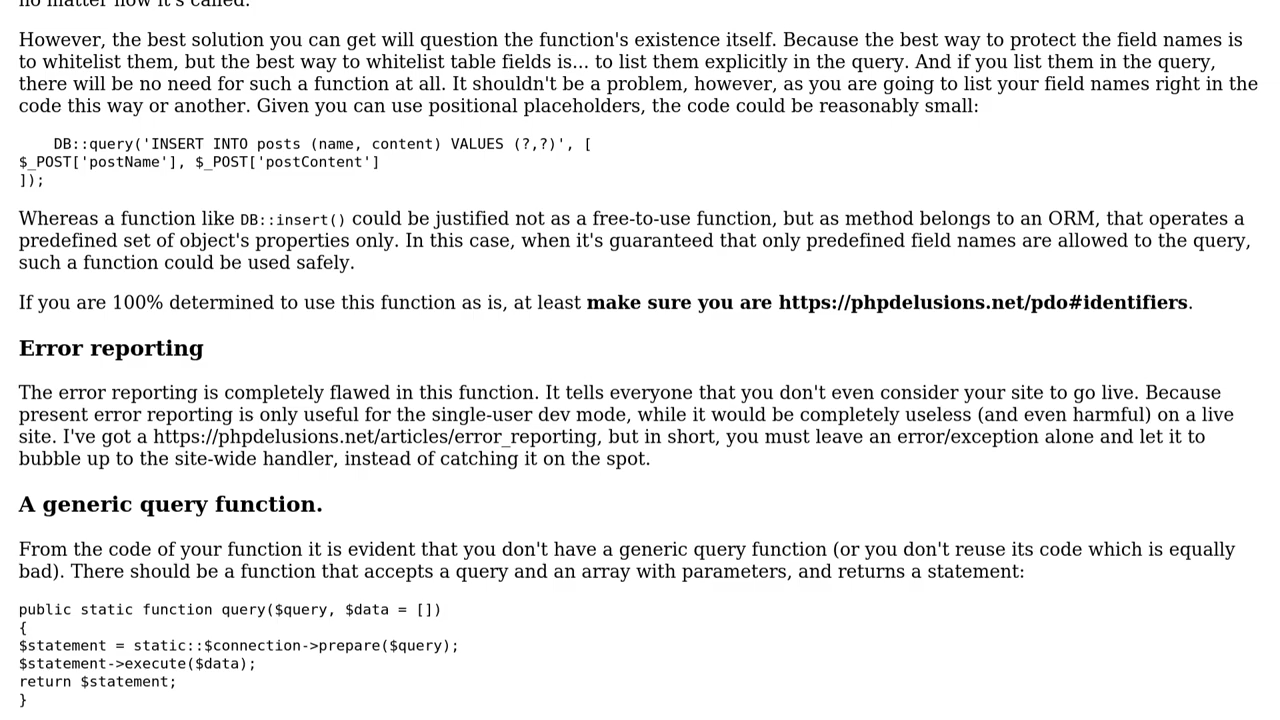 no matter how it's called.
However, the best solution you can get will question the function's existence itself. Because the best way to protect the field names is
to whitelist them, but the best way to whitelist table fields is... to list them explicitly in the query. And if you list them in the query,
there will be no need for such a function at all. It shouldn't be a problem, however, as you are going to list your field names right in the
code this way or another. Given you can use positional placeholders, the code could be reasonably small:
    DB::query('INSERT INTO posts (name, content) VALUES (?,?)', [
$_POST['postName'], $_POST['postContent']
]);
Whereas a function like DB::insert() could be justified not as a free-to-use function, but as method belongs to an ORM, that operates a
predefined set of object's properties only. In this case, when it's guaranteed that only predefined field names are allowed to the query,
such a function could be used safely.
If you are 100% determined to use this function as is, at least make sure you are https://phpdelusions.net/pdo#identifiers.
Error reporting
The error reporting is completely flawed in this function. It tells everyone that you don't even consider your site to go live. Because
present error reporting is only useful for the single-user dev mode, while it would be completely useless (and even harmful) on a live
site. I've got a https://phpdelusions.net/articles/error_reporting, but in short, you must leave an error/exception alone and let it to
bubble up to the site-wide handler, instead of catching it on the spot.
A generic query function.
From the code of your function it is evident that you don't have a generic query function (or you don't reuse its code which is equally
bad). There should be a function that accepts a query and an array with parameters, and returns a statement:
public static function query($query, $data = [])
{
$statement = static::$connection->prepare($query);
$statement->execute($data);
return $statement;
}